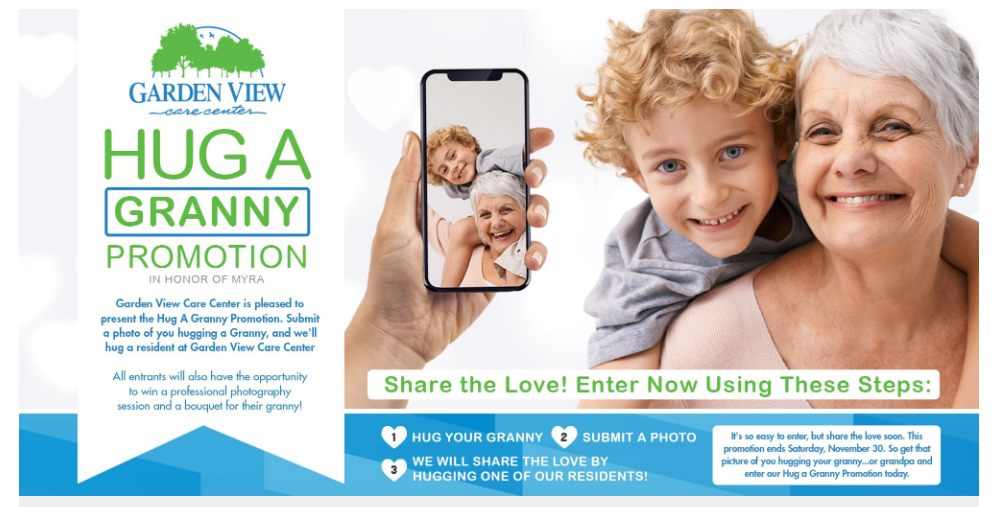 GARDEN VIEW
care center
HUG A
GRANNY
PROMOTION
IN HONOR OF MYRA
Garden View Care Center is pleased to
present the Hug A Granny Promotion. Submit
a photo of you hugging a Granny, and we'll
hug a resident at Garden View Care Center
All entrants will also have the opportunity
to win a professional photography
session and a bouquet for their granny!
Share the Love! Enter Now Using These Steps:
1 HUG YOUR GRANNY 2 SUBMIT A PHOTO
3 WE WILL SHARE THE LOVE BY
HUGGING ONE OF OUR RESIDENTS!
It's so easy to enter, but share the love soon. This
promotion ends Saturday, November 30. So get that
picture of you hugging your granny...or grandpa and
enter our Hug a Granny Promotion today.